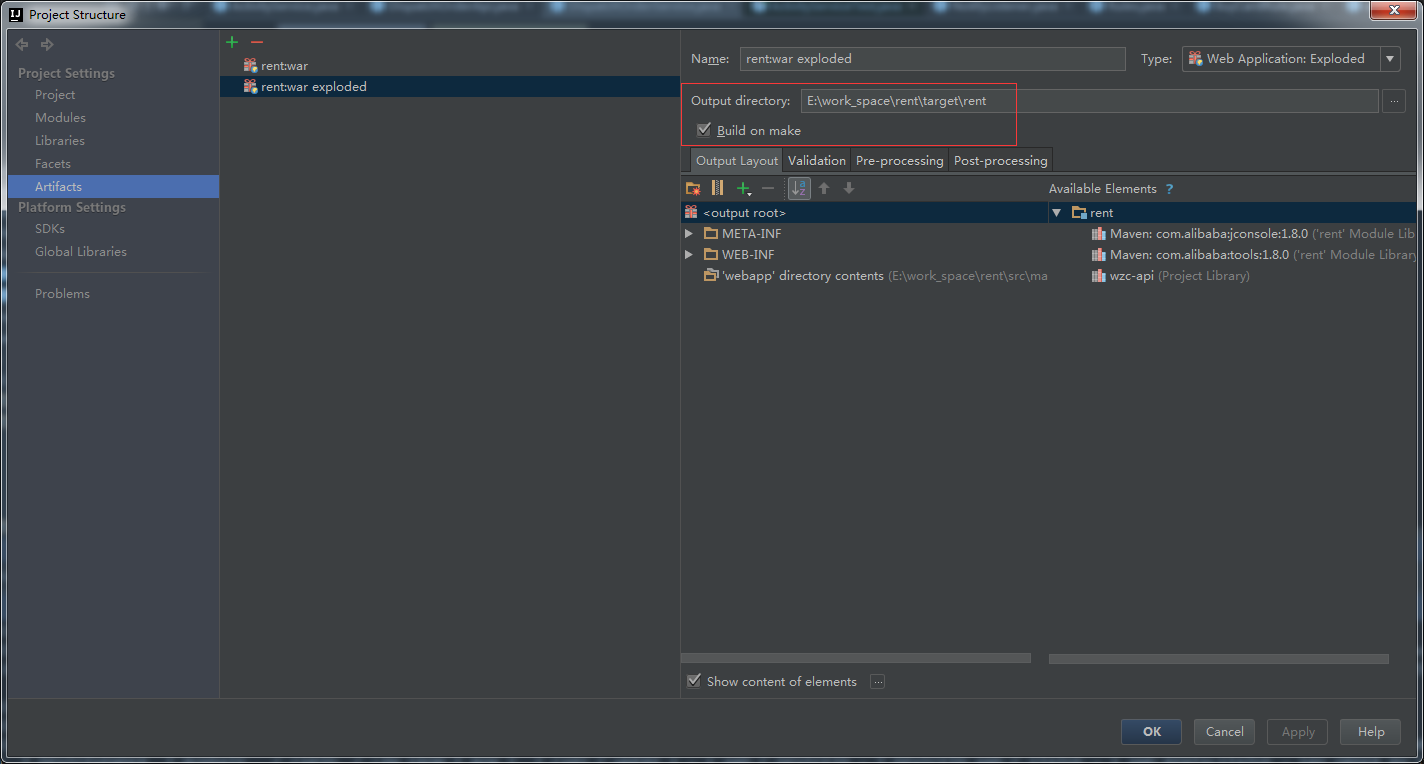 Project Structure
Project Settings
Project
Modules
Libraries
Facets
Artifacts
Platform Settings
SDKs
Global Libraries
Problems
rent:war
rent:war exploded
Name: rent:war exploded Type: Web Application: Exploded
Output directory: E:\work_space\rent\target\rent ...
Build on make
Output Layout Validation Pre-processing Post-processing
Available Elements ?
<output root>
META-INF
WEB-INF
'webapp' directory contents (E:\work_space\rent\src\ma
rent
Maven: com.alibaba:jconsole:1.8.0 ('rent' Module Lib
Maven: com.alibaba:tools:1.8.0 ('rent' Module Library
wzc-api (Project Library)
Show content of elements ...
OK Cancel Apply Help